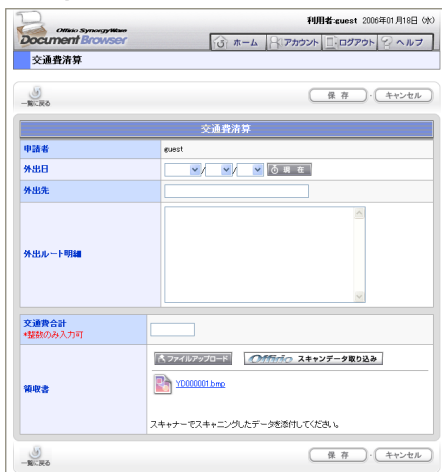 利用者:guest 2006年01月18日 (水)
Offirio SynergyWare
Document Browser
ホーム アカウント ログアウト ヘルプ
交通費清算
一覧に戻る 保存 キャンセル
交通費清算
申請者 guest
外出日 / / 現在
外出先
外出ルート明細
交通費合計
*整数のみ入力可
ファイルアップロード Offirio スキャンデータ取り込み
領収書 Y0000001.bmp
スキャナーでスキャニングしたデータを添付してください。
一覧に戻る 保存 キャンセル